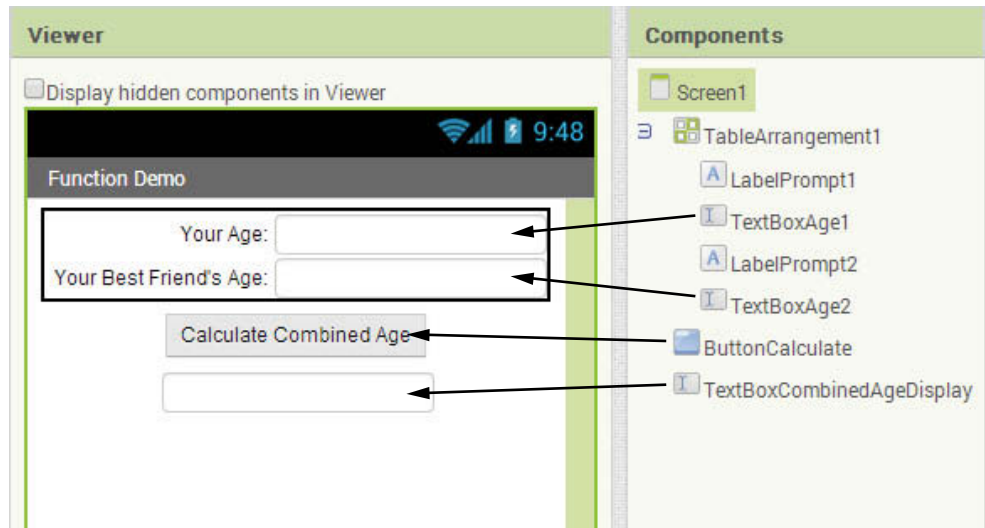 Viewer
Display hidden components in Viewer
9:48
Function Demo
Your Age:
Your Best Friend's Age:
Calculate Combined Age
Components
Screen1
TableArrangement1
A LabelPrompt1
TextBoxAge1
A LabelPrompt2
TextBoxAge2
ButtonCalculate
TextBoxCombinedAgeDisplay